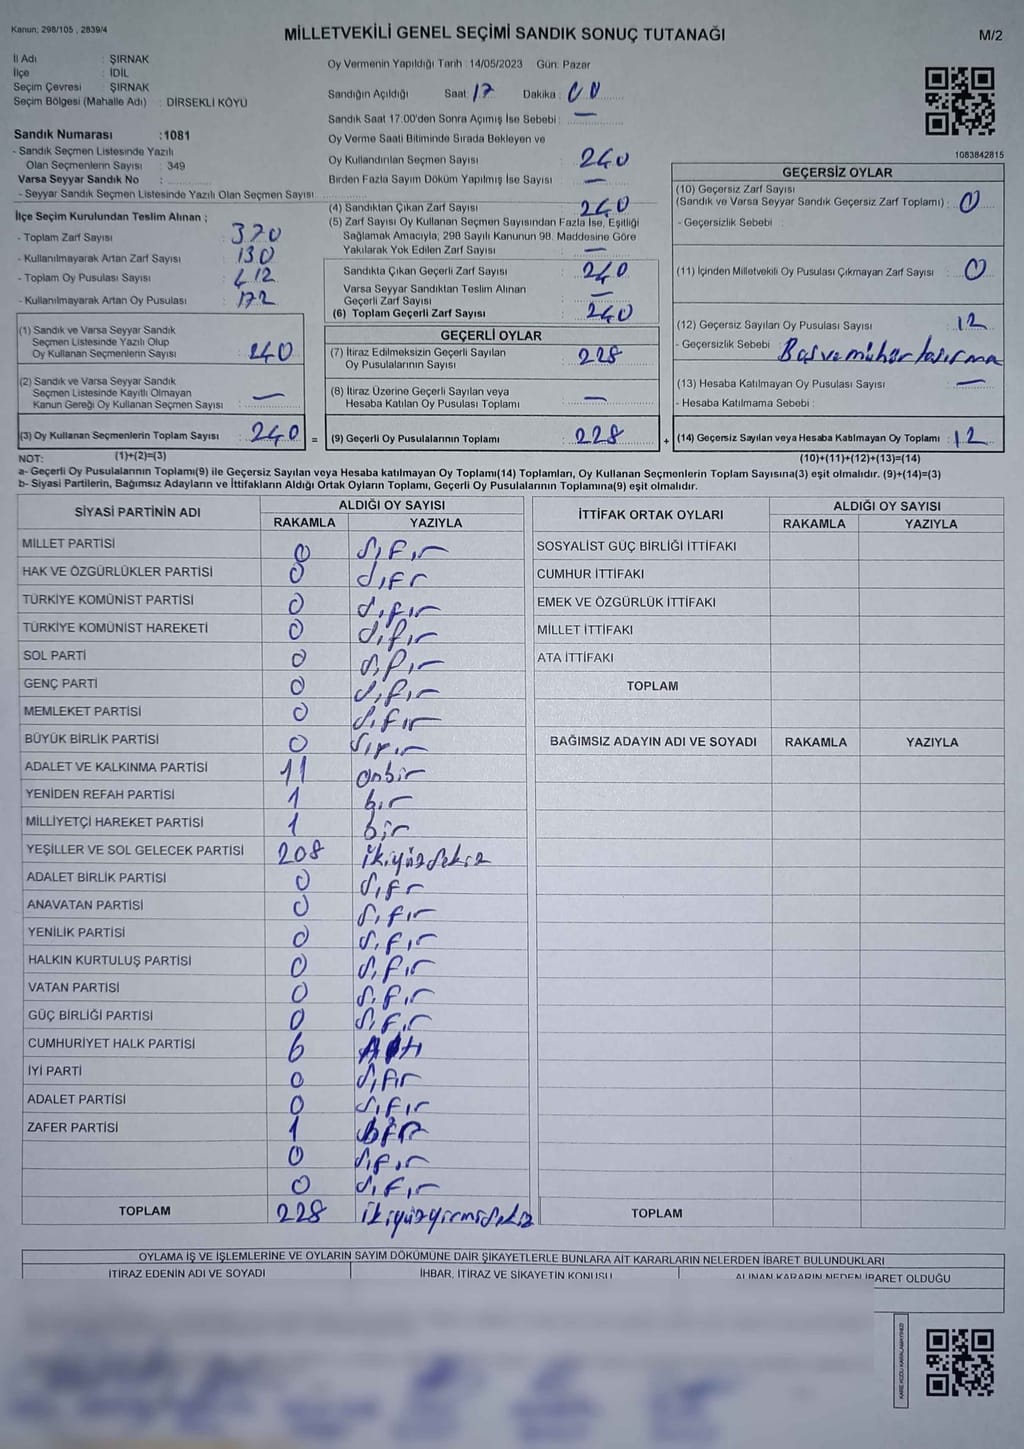 Kanun; 298/105 , 2839/4
MİLLETVEKİLİ GENEL SEÇİMİ SANDIK SONUÇ TUTANAĞI
M/2
İl Adı : ŞIRNAK
İlçe : İDİL
Seçim Çevresi : ŞIRNAK
Seçim Bölgesi (Mahalle Adı) : DİRSEKLİ KÖYÜ
Sandık Numarası :1081
- Sandık Seçmen Listesinde Yazılı
Olan Seçmenlerin Sayısı : 349
Varsa Seyyar Sandık No :
- Seyyar Sandık Seçmen Listesinde Yazılı Olan Seçmen Sayısı
İlçe Seçim Kurulundan Teslim Alınan ;
- Toplam Zarf Sayısı : 370
- Kullanılmayarak Artan Zarf Sayısı : 130
- Toplam Oy Pusulası Sayısı : 412
- Kullanılmayarak Artan Oy Pusulası : 172
(1) Sandık ve Varsa Seyyar Sandık
Seçmen Listesinde Yazılı Olup
Oy Kullanan Seçmenlerin Sayısı : 240
(2) Sandık ve Varsa Seyyar Sandık
Seçmen Listesinde Kayıtlı Olmayan
Kanun Gereği Oy Kullanan Seçmen Sayısı : —
(3) Oy Kullanan Seçmenlerin Toplam Sayısı : 240 =
Oy Vermenin Yapıldığı Tarih :14/05/2023 Gün: Pazar
Sandığın Açıldığı Saat: 17 Dakika : 00
Sandık Saat 17:00'den Sonra Açımış İse Sebebi : —
Oy Verme Saati Bitiminde Sırada Bekleyen ve
Oy Kullandırılan Seçmen Sayısı : 240
Birden Fazla Sayım Döküm Yapılmış İse Sayısı : —
(4) Sandıktan Çıkan Zarf Sayısı : 240
(5) Zarf Sayısı Oy Kullanan Seçmen Sayısından Fazla İse, Eşitliği
Sağlamak Amacıyla, 298 Sayılı Kanunun 98. Maddesine Göre
Yakılarak Yok Edilen Zarf Sayısı : —
Sandıkta Çıkan Geçerli Zarf Sayısı : 240
Varsa Seyyar Sandıktan Teslim Alınan
Geçerli Zarf Sayısı : —
(6) Toplam Geçerli Zarf Sayısı : 240
GEÇERLİ OYLAR
(7) İtiraz Edilmeksizin Geçerli Sayılan
Oy Pusulalarının Sayısı : 228
(8) İtiraz Üzerine Geçerli Sayılan veya
Hesaba Katılan Oy Pusulası Toplamı : —
(9) Geçerli Oy Pusulalarının Toplamı : 228 +
1083842815
GEÇERSİZ OYLAR
(10) Geçersiz Zarf Sayısı
(Sandık ve Varsa Seyyar Sandık Geçersiz Zarf Toplamı) : 0
- Geçersizlik Sebebi :
(11) İçinden Milletvekili Oy Pusulası Çıkmayan Zarf Sayısı : 0
(12) Geçersiz Sayılan Oy Pusulası Sayısı : 12
- Geçersizlik Sebebi :
(13) Hesaba Katılmayan Oy Pusulası Sayısı : —
- Hesaba Katılmama Sebebi :
(14) Geçersiz Sayılan veya Hesaba Katılmayan Oy Toplamı : 12
NOT: (1)+(2)=(3) (10)+(11)+(12)+(13)=(14)
a- Geçerli Oy Pusulalarının Toplamı(9) ile Geçersiz Sayılan veya Hesaba katılmayan Oy Toplamı(14) Toplamları, Oy Kullanan Seçmenlerin Toplam Sayısına(3) eşit olmalıdır. (9)+(14)=(3)
b- Siyasi Partilerin, Bağımsız Adayların ve İttifakların Aldığı Ortak Oyların Toplamı, Geçerli Oy Pusulalarının Toplamına(9) eşit olmalıdır.
SİYASİ PARTİNİN ADI ALDIĞI OY SAYISI
RAKAMLA YAZIYLA
MİLLET PARTİSİ 0 sıfır
HAK VE ÖZGÜRLÜKLER PARTİSİ 0 sıfr
TÜRKİYE KOMÜNİST PARTİSİ 0 sıfır
TÜRKİYE KOMÜNİST HAREKETİ 0 sıfır
SOL PARTİ 0 sıfır
GENÇ PARTİ 0 sıfır
MEMLEKET PARTİSİ 0 sıfır
BÜYÜK BİRLİK PARTİSİ 0 sıfır
ADALET VE KALKINMA PARTİSİ 11 onbir
YENİDEN REFAH PARTİSİ 1 bir
MİLLİYETÇİ HAREKET PARTİSİ 1 bir
YEŞİLLER VE SOL GELECEK PARTİSİ 208 ikiyüzsekiz
ADALET BİRLİK PARTİSİ 0 sıfr
ANAVATAN PARTİSİ 0 sıfır
YENİLİK PARTİSİ 0 sıfır
HALKIN KURTULUŞ PARTİSİ 0 sıfır
VATAN PARTİSİ 0 sıfır
GÜÇ BİRLİĞİ PARTİSİ 0 sıfır
CUMHURİYET HALK PARTİSİ 6 Altı
İYİ PARTİ 0 sıfır
ADALET PARTİSİ 0 sıfır
ZAFER PARTİSİ 1 bir
0 sıfır
0 sıfır
TOPLAM 228 ikiyüzyirmisekiz
İTTİFAK ORTAK OYLARI ALDIĞI OY SAYISI
RAKAMLA YAZIYLA
SOSYALİST GÜÇ BİRLİĞİ İTTİFAKI
CUMHUR İTTİFAKI
EMEK VE ÖZGÜRLÜK İTTİFAKI
MİLLET İTTİFAKI
ATA İTTİFAKI
TOPLAM
BAĞIMSIZ ADAYIN ADI VE SOYADI RAKAMLA YAZIYLA
TOPLAM
OYLAMA İŞ VE İŞLEMLERİNE VE OYLARIN SAYIM DÖKÜMÜNE DAİR ŞİKAYETLERLE BUNLARA AİT KARARLARIN NELERDEN İBARET BULUNDUKLARI
İTİRAZ EDENİN ADI VE SOYADI İHBAR, İTİRAZ VE ŞİKAYETİN KONUSU ALINAN KARARIN NEDEN İBARET OLDUĞU